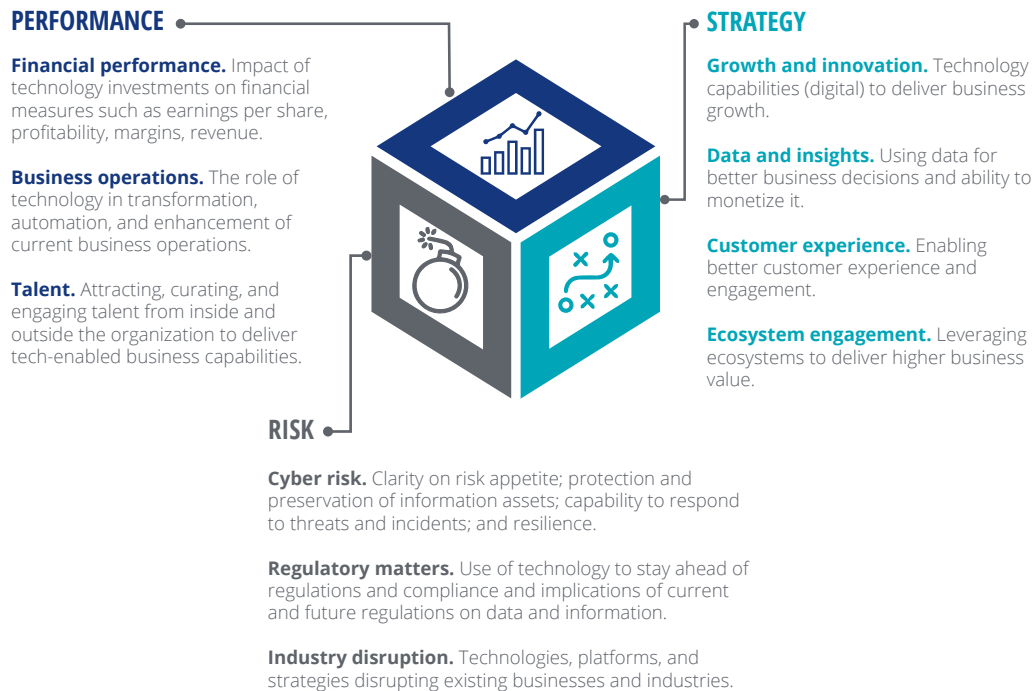 PERFORMANCE
Financial performance. Impact of
technology investments on financial
measures such as earnings per share,
profitability, margins, revenue.
Business operations. The role of
technology in transformation,
automation, and enhancement of
current business operations.
Talent. Attracting, curating, and
engaging talent from inside and
outside the organization to deliver
tech-enabled business capabilities.
STRATEGY
Growth and innovation. Technology
capabilities (digital) to deliver business
growth.
Data and insights. Using data for
better business decisions and ability to
monetize it.
Customer experience. Enabling
better customer experience and
engagement.
Ecosystem engagement. Leveraging
ecosystems to deliver higher business
value.
RISK
Cyber risk. Clarity on risk appetite; protection and
preservation of information assets; capability to respond
to threats and incidents; and resilience.
Regulatory matters. Use of technology to stay ahead of
regulations and compliance and implications of current
and future regulations on data and information.
Industry disruption. Technologies, platforms, and
strategies disrupting existing businesses and industries.